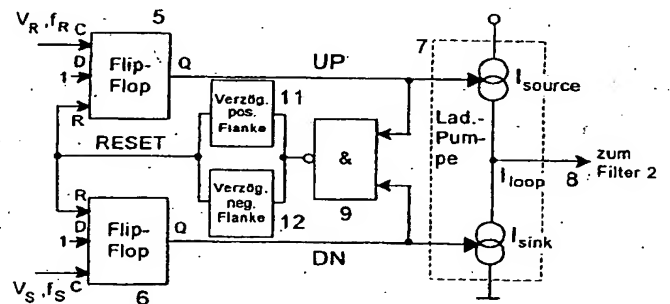 5
V_R ,f_R C
D
1
R
Flip-
Flop
Q
UP
7
I_source
Verzög.
pos.
Flanke
11
RESET
&
9
Verzög.
neg.
Flanke
12
Lad.-
Pum-
pe
I_loop
8
zum
Filter 2
R
D
1
V_S ,f_S C
Flip-
Flop
Q
6
DN
I_sink